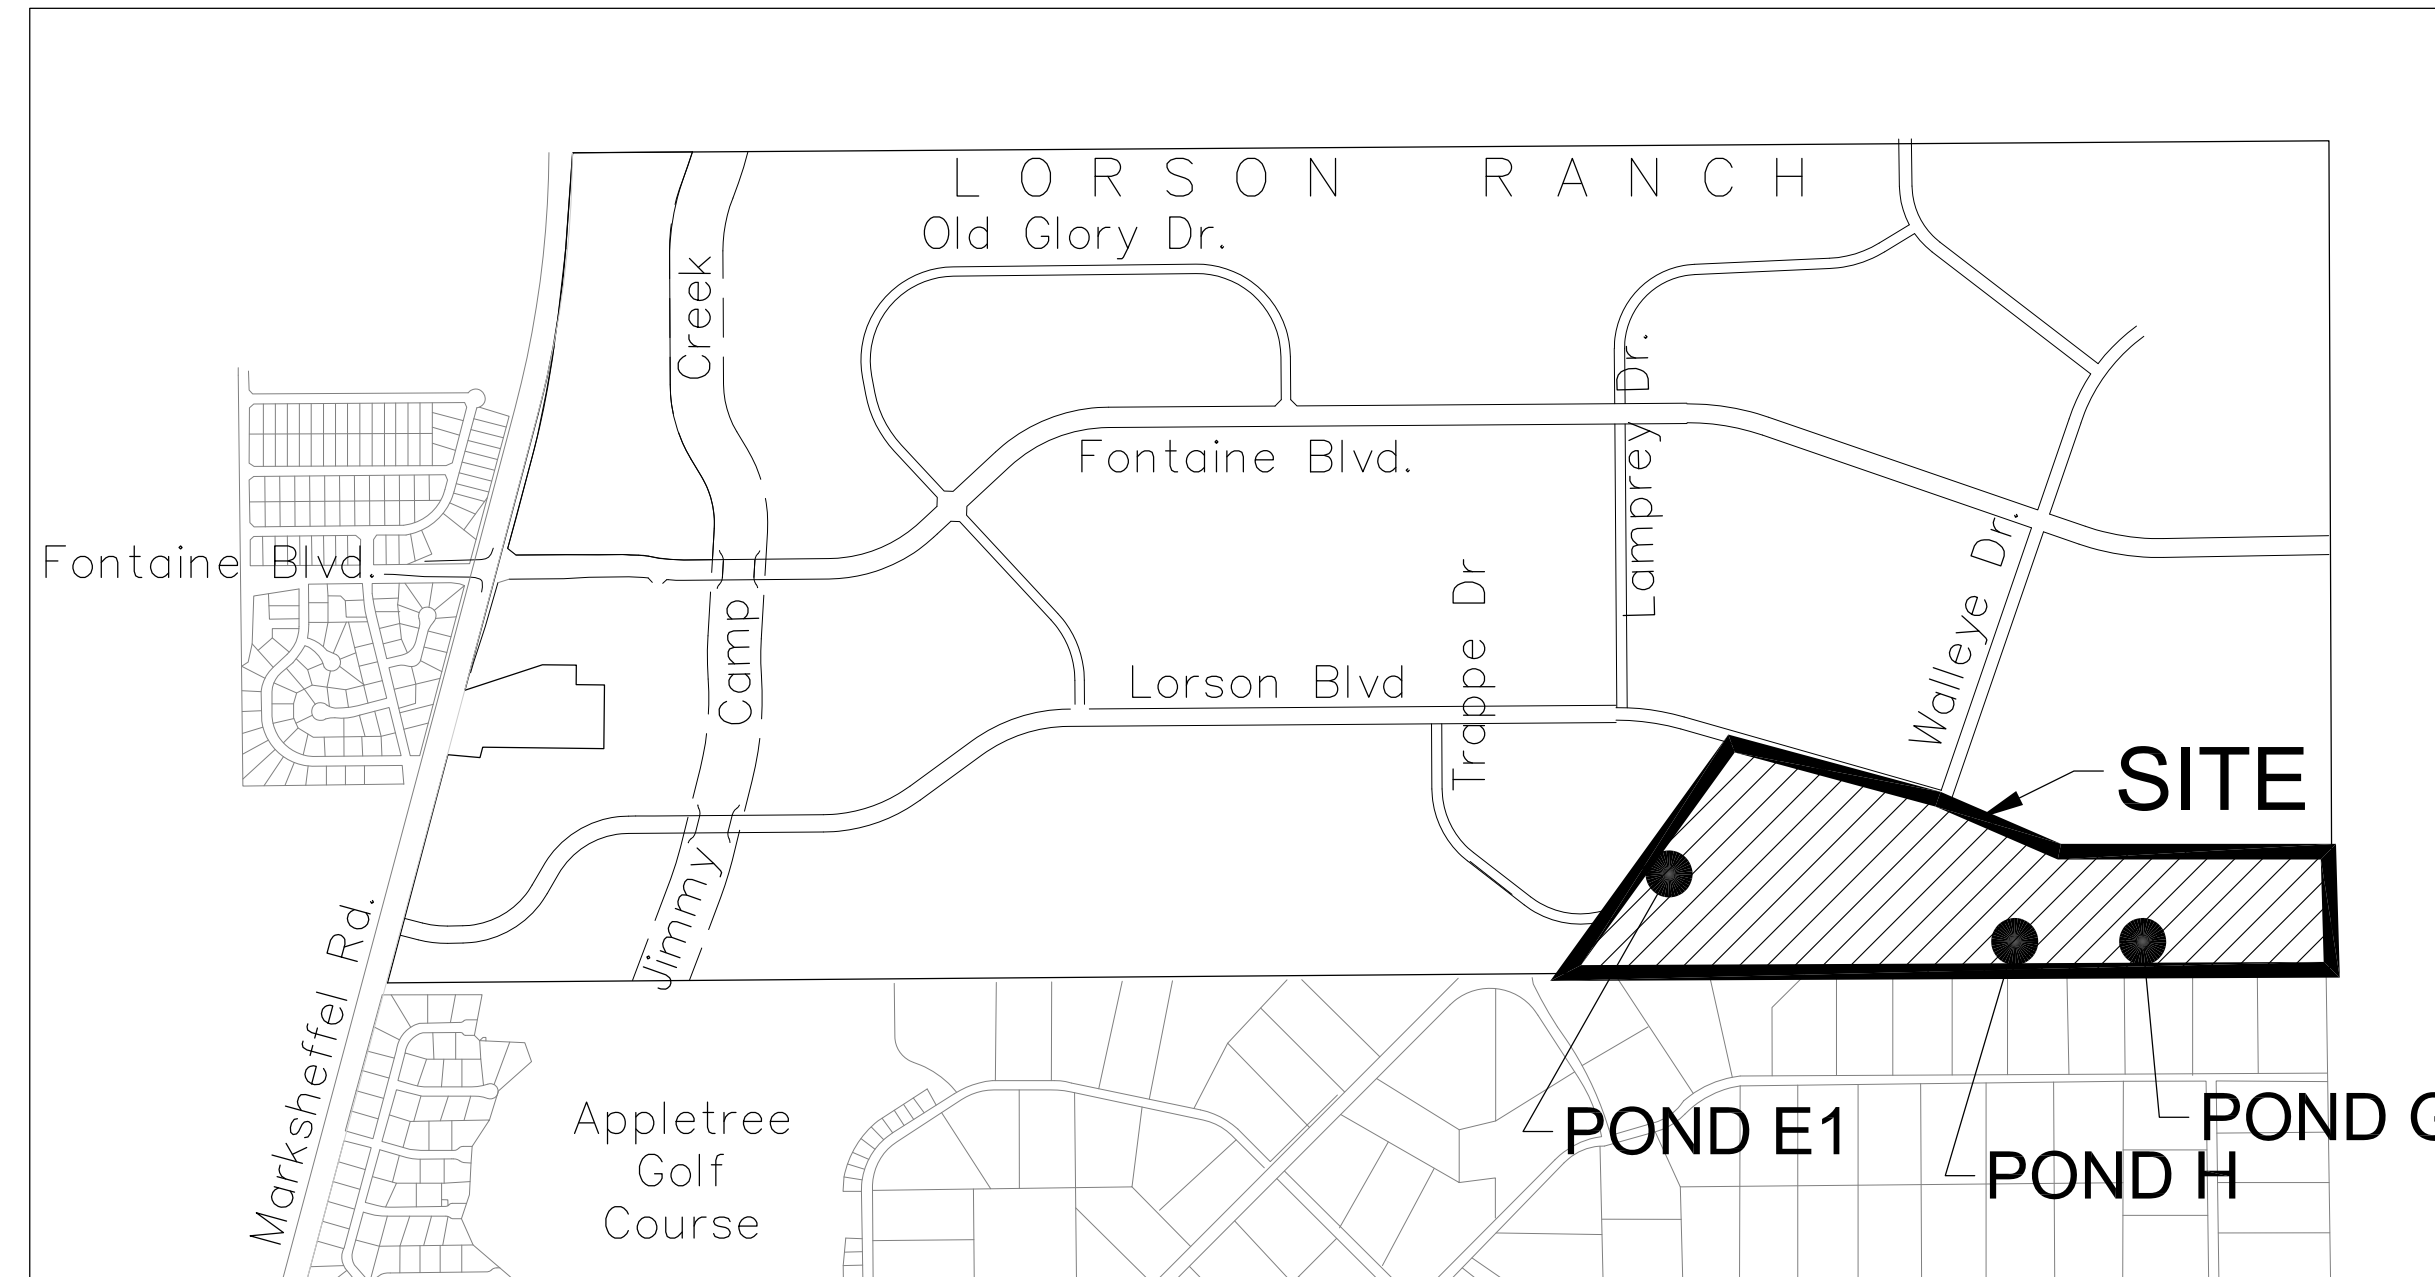 LORSON RANCH
Old Glory Dr.
Creek
Lamprey Dr.
Fontaine Blvd.
Fontaine Blvd.
Camp
Trappe Dr
Lorson Blvd
Walleye Dr.
SITE
Jimmy
Marksheffel Rd.
POND E1
POND G
POND H
Appletree
Golf
Course